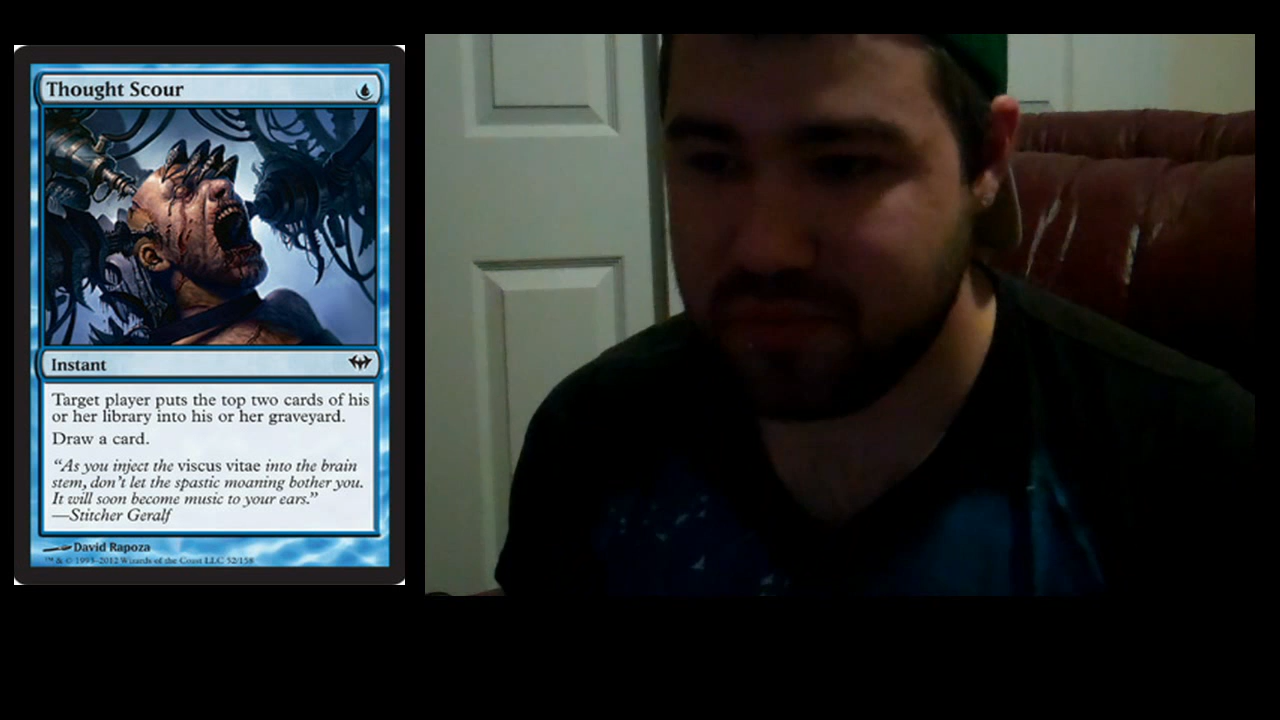 Thought Scour
Instant
Target player puts the top two cards of his
or her library into his or her graveyard.
Draw a card.
"As you inject the viscus vitae into the brain
stem, don't let the spastic moaning bother you.
It will soon become music to your ears."
—Stitcher Geralf
David Rapoza
™ & © 1993–2012 Wizards of the Coast LLC 52/158